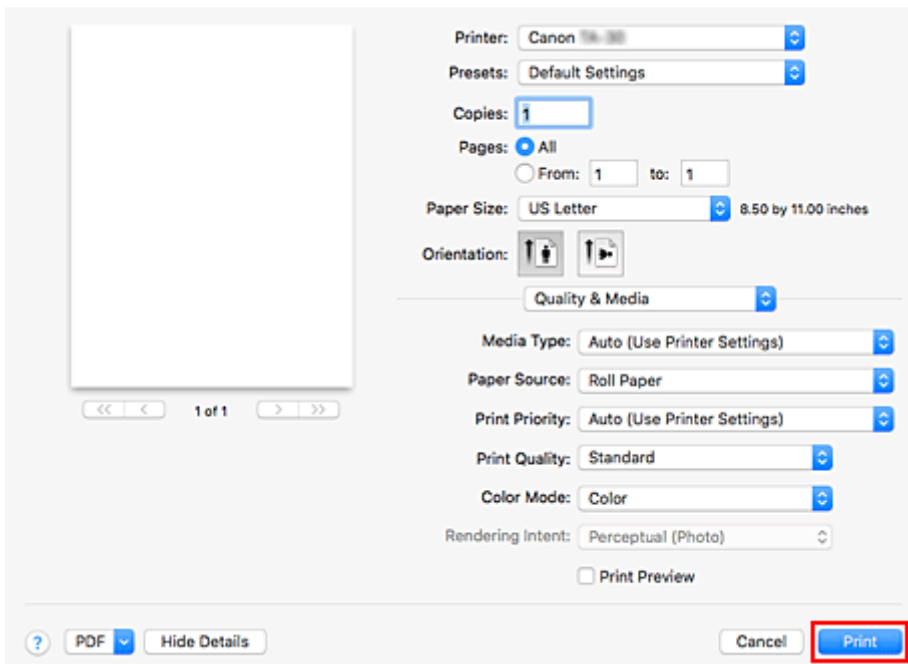 Printer: Canon
Presets: Default Settings
Copies: 1
Pages: All
From: 1 to: 1
Paper Size: US Letter 8.50 by 11.00 inches
Orientation:
Quality & Media
Media Type: Auto (Use Printer Settings)
Paper Source: Roll Paper
Print Priority: Auto (Use Printer Settings)
Print Quality: Standard
Color Mode: Color
Rendering Intent: Perceptual (Photo)
Print Preview
1 of 1
? PDF Hide Details Cancel Print